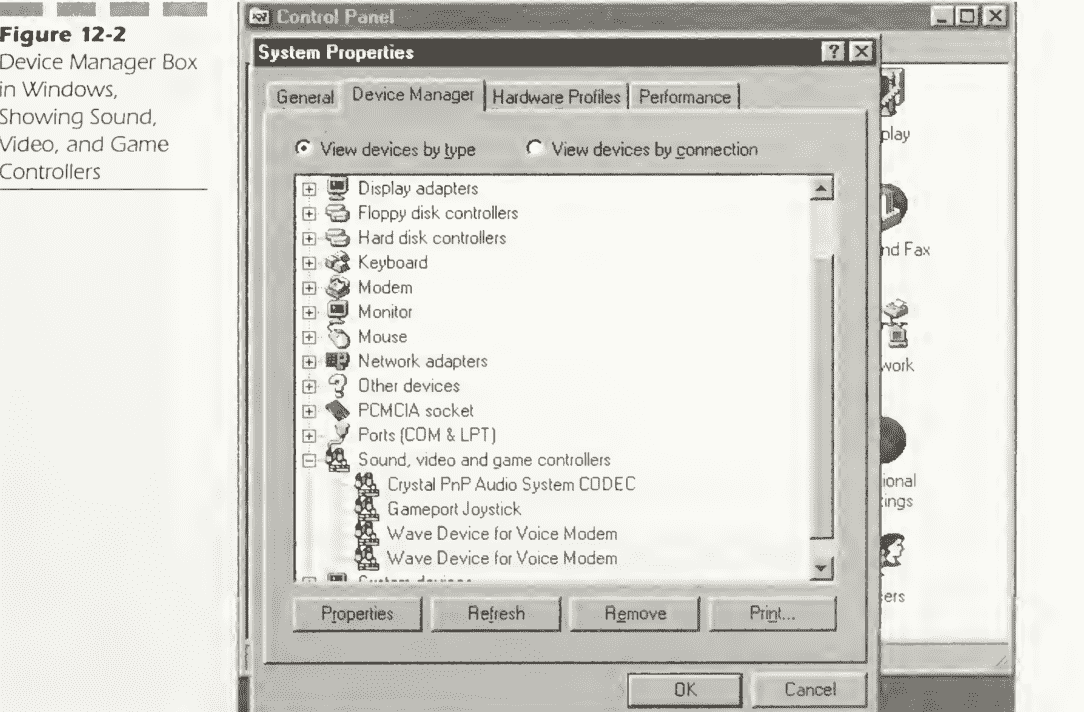 Figure 12-2
Device Manager Box
in Windows,
Showing Sound,
Video, and Game
Controllers
Control Panel
System Properties
General Device Manager Hardware Profiles Performance
View devices by type View devices by connection
Display adapters
Floppy disk controllers
Hard disk controllers
Keyboard
Modem
Monitor
Mouse
Network adapters
Other devices
PCMCIA socket
Ports (COM & LPT)
Sound, video and game controllers
Crystal PnP Audio System CODEC
Gameport Joystick
Wave Device for Voice Modem
Wave Device for Voice Modem
System devices
Properties Refresh Remove Print...
OK Cancel
play
nd Fax
work
ional
ings
ers